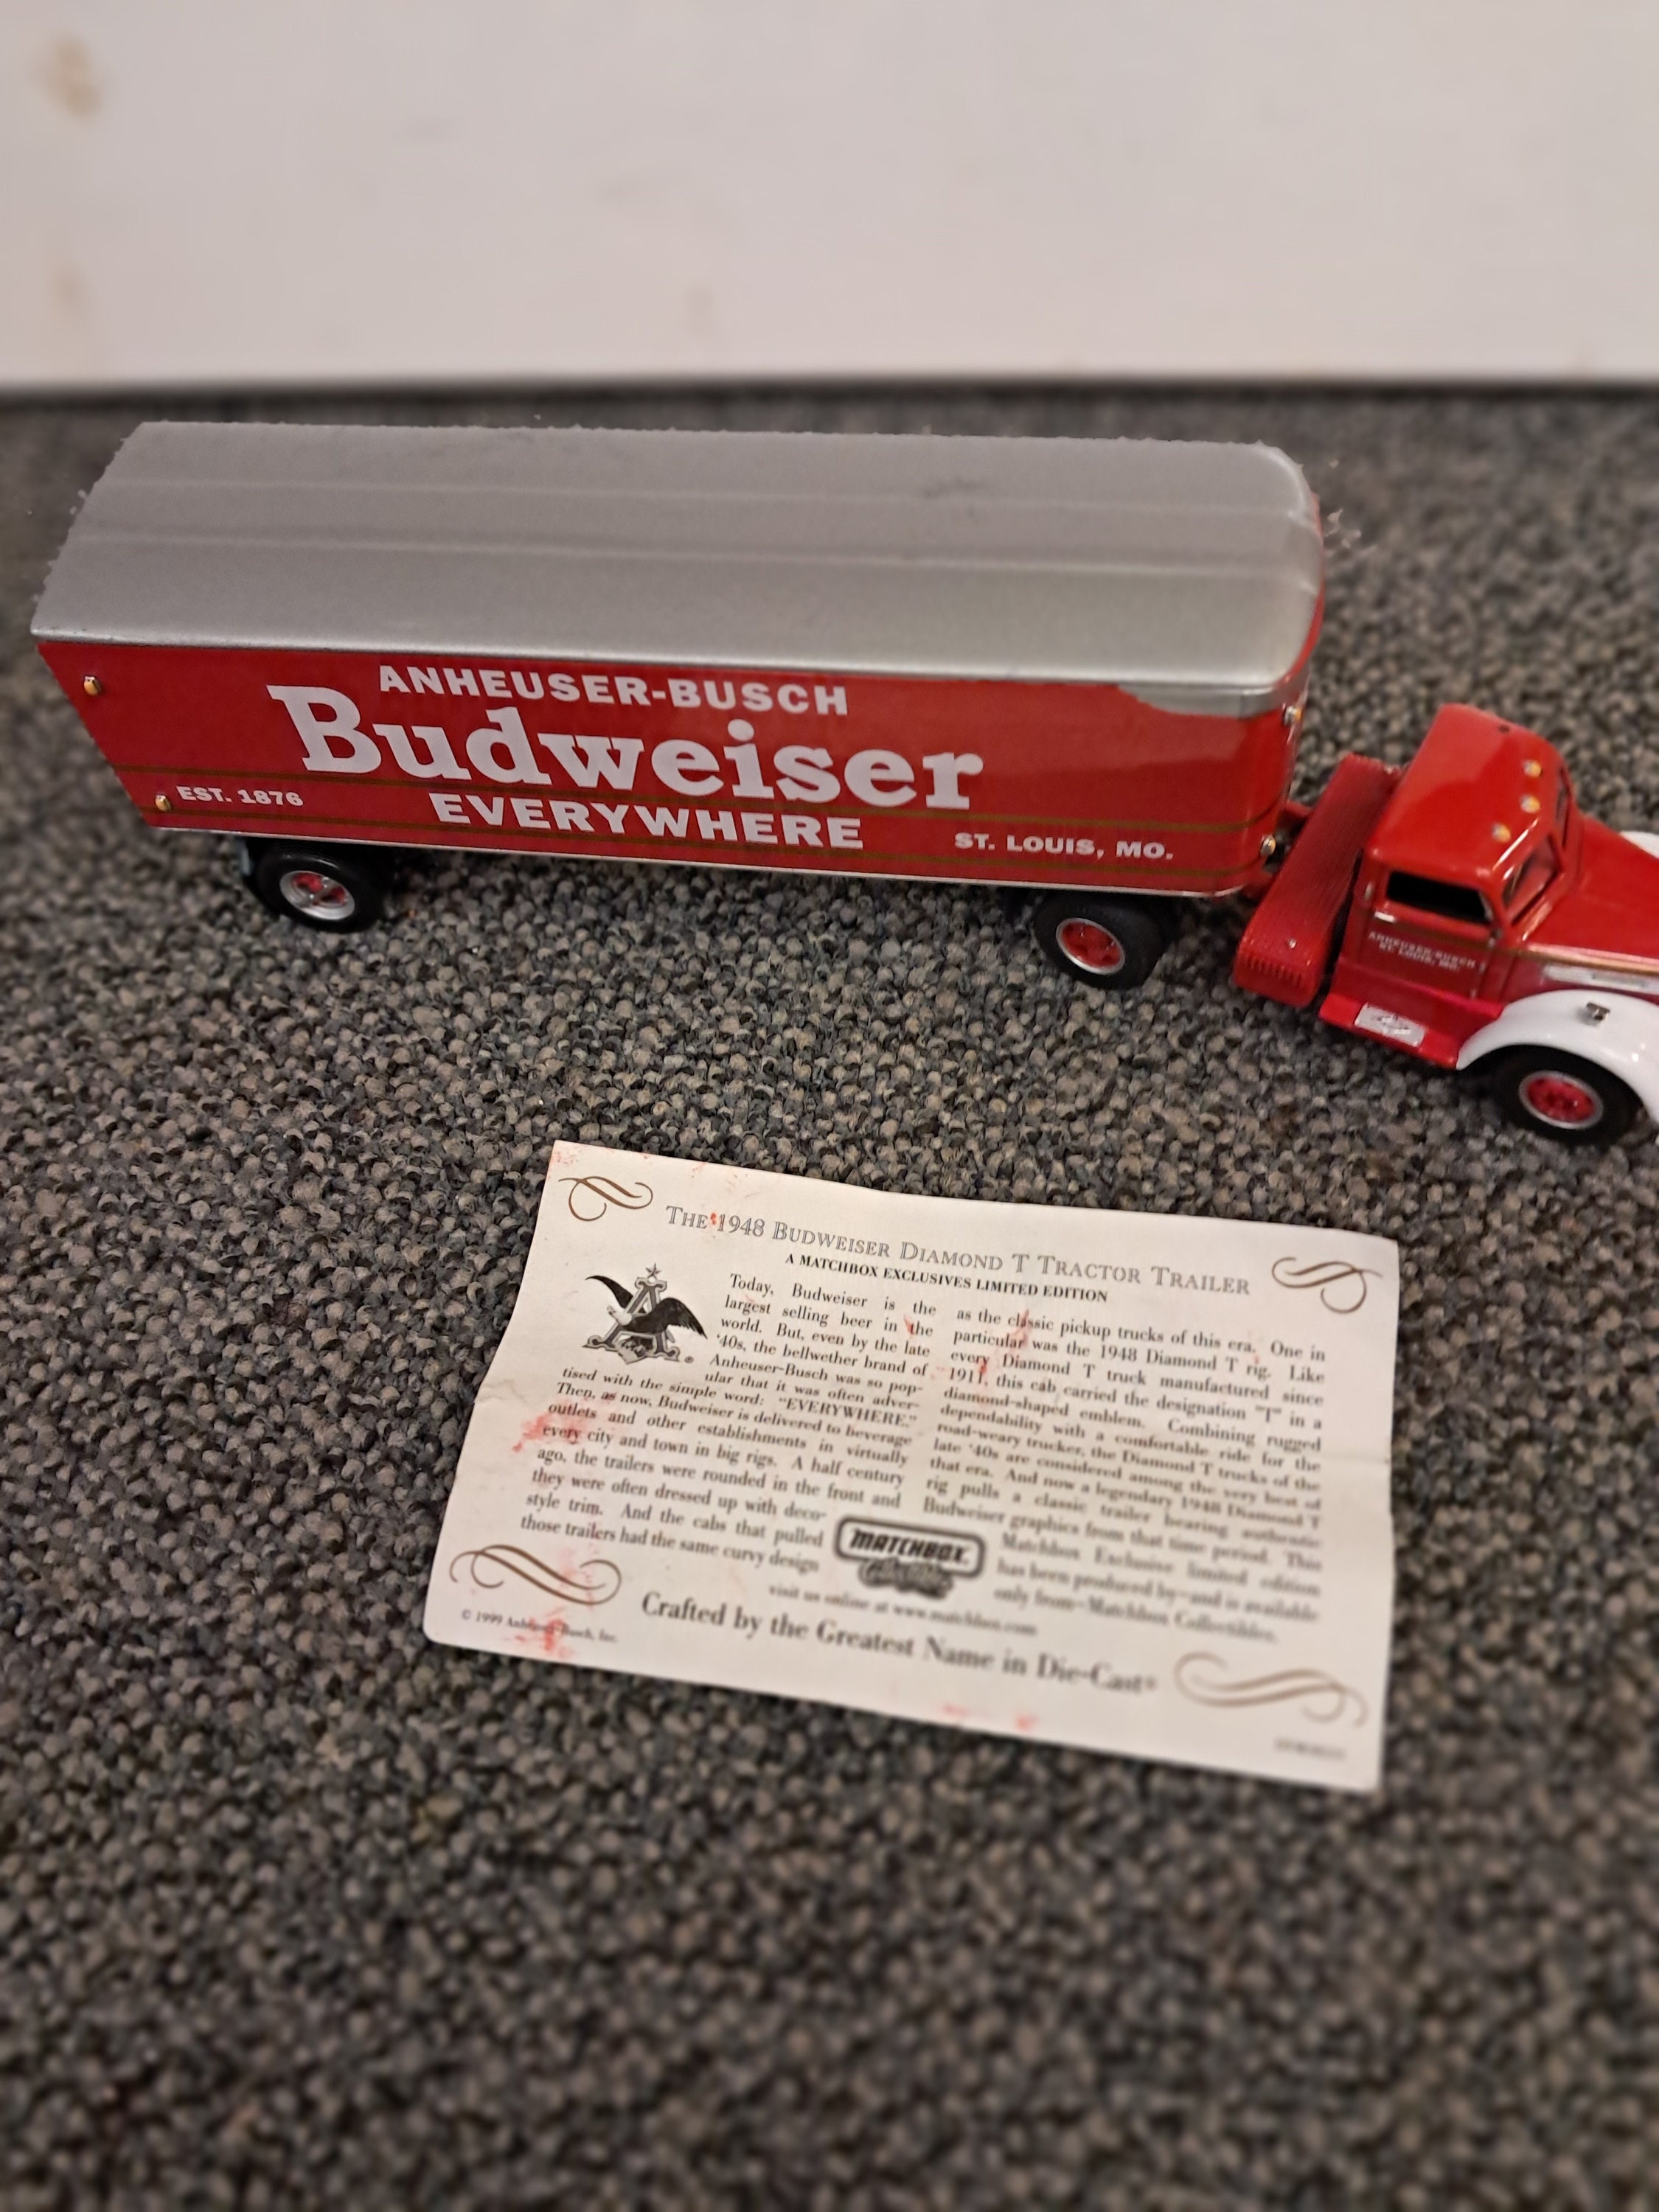 ANHEUSER-BUSCH
Budweiser
EVERYWHERE
EST. 1876
ST. LOUIS, MO.
ANHEUSER-BUSCH
ST. LOUIS, MO.
THE 1948 BUDWEISER DIAMOND T TRACTOR TRAILER
A MATCHBOX EXCLUSIVES LIMITED EDITION
Today, Budweiser is the
largest selling beer in the
world. But, even by the late
'40s, the bellwether brand of
Anheuser-Busch was so pop-
ular that it was often adver-
tised with the simple word: "EVERYWHERE."
Then, as now, Budweiser is delivered to beverage
outlets and other establishments in virtually
every city and town in big rigs. A half century
ago, the trailers were rounded in the front and
they were often dressed up with deco-
style trim. And the cabs that pulled
those trailers had the same curvy design
as the classic pickup trucks of this era. One in
particular was the 1948 Diamond T rig. Like
every Diamond T truck manufactured since
1911, this cab carried the designation "T" in a
diamond-shaped emblem. Combining rugged
dependability with a comfortable ride for the
road-weary trucker, the Diamond T trucks of the
late '40s are considered among the very best of
that era. And now a legendary 1948 Diamond T
rig pulls a classic trailer bearing authentic
Budweiser graphics from that time period. This
Matchbox Exclusive limited edition
has been produced by—and is available
only from—Matchbox Collectibles.
MATCHBOX
Collectibles
visit us online at www.matchbox.com
Crafted by the Greatest Name in Die-Cast®
© 1999 Anheuser-Busch, Inc.